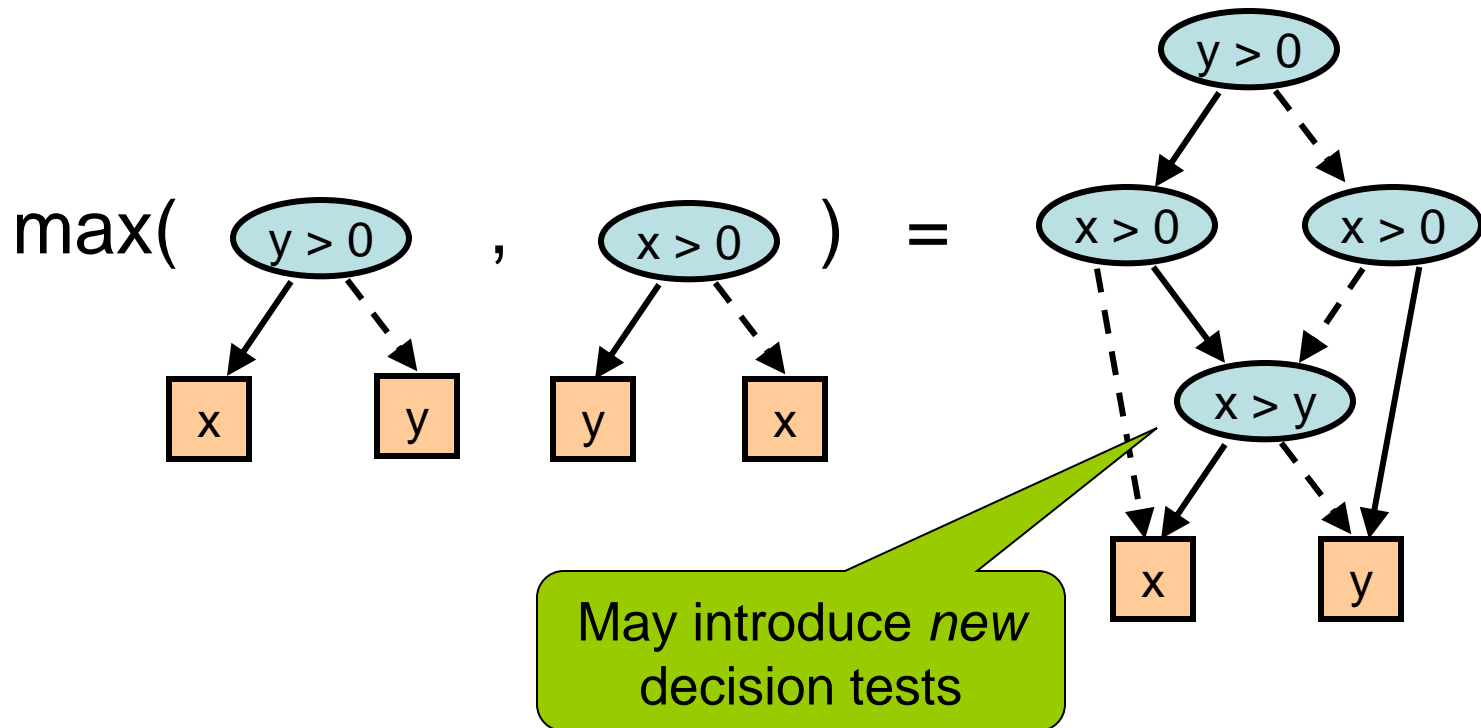 y > 0
max( y > 0 , x > 0 ) = x > 0 x > 0
x y y x
x > y
x y
May introduce new
decision tests